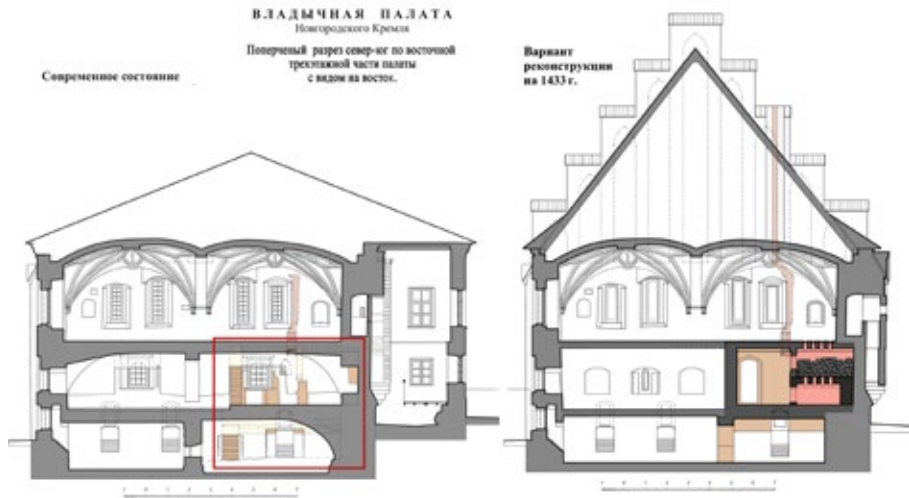 ВЛАДЫЧНАЯ ПАЛАТА
Новгородского Кремля
Поперечный разрез север-юг по восточной
трехэтажной части палаты
с видом на восток.
Современное состояние
Вариант
реконструкции
на 1433 г.